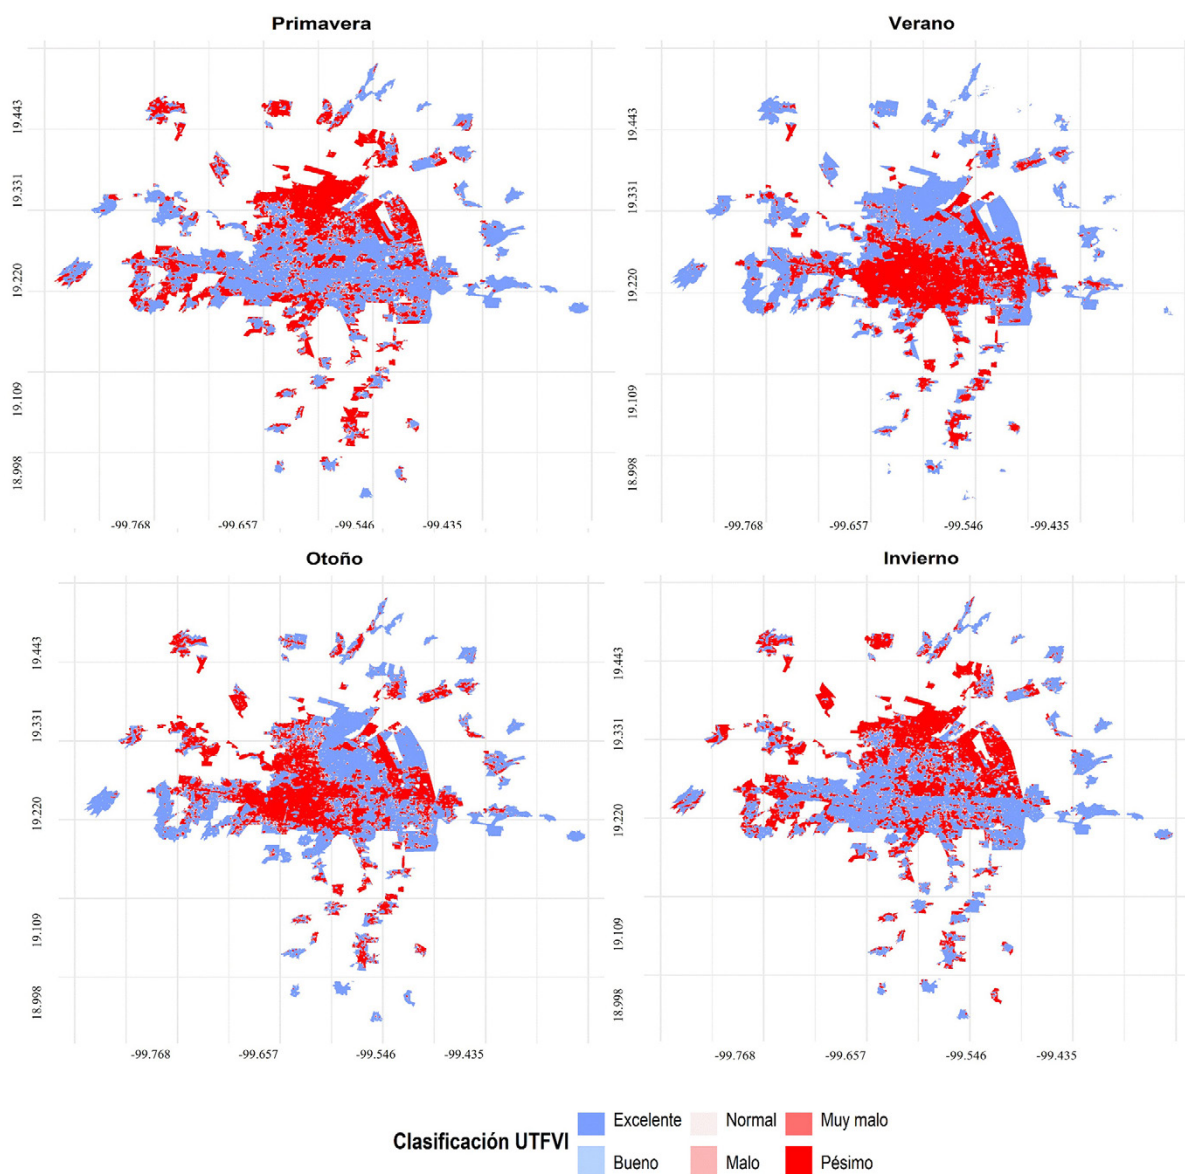 Primavera
Verano
19.443
19.331
19.220
19.109
18.998
19.443
19.331
19.220
19.109
18.998
-99.768 -99.657 -99.546 -99.435
-99.768 -99.657 -99.546 -99.435
Otoño
Invierno
19.443
19.331
19.220
19.109
18.998
19.443
19.331
19.220
19.109
18.998
-99.768 -99.657 -99.546 -99.435
-99.768 -99.657 -99.546 -99.435
Clasificación UTFVI
Excelente Normal Muy malo
Bueno Malo Pésimo